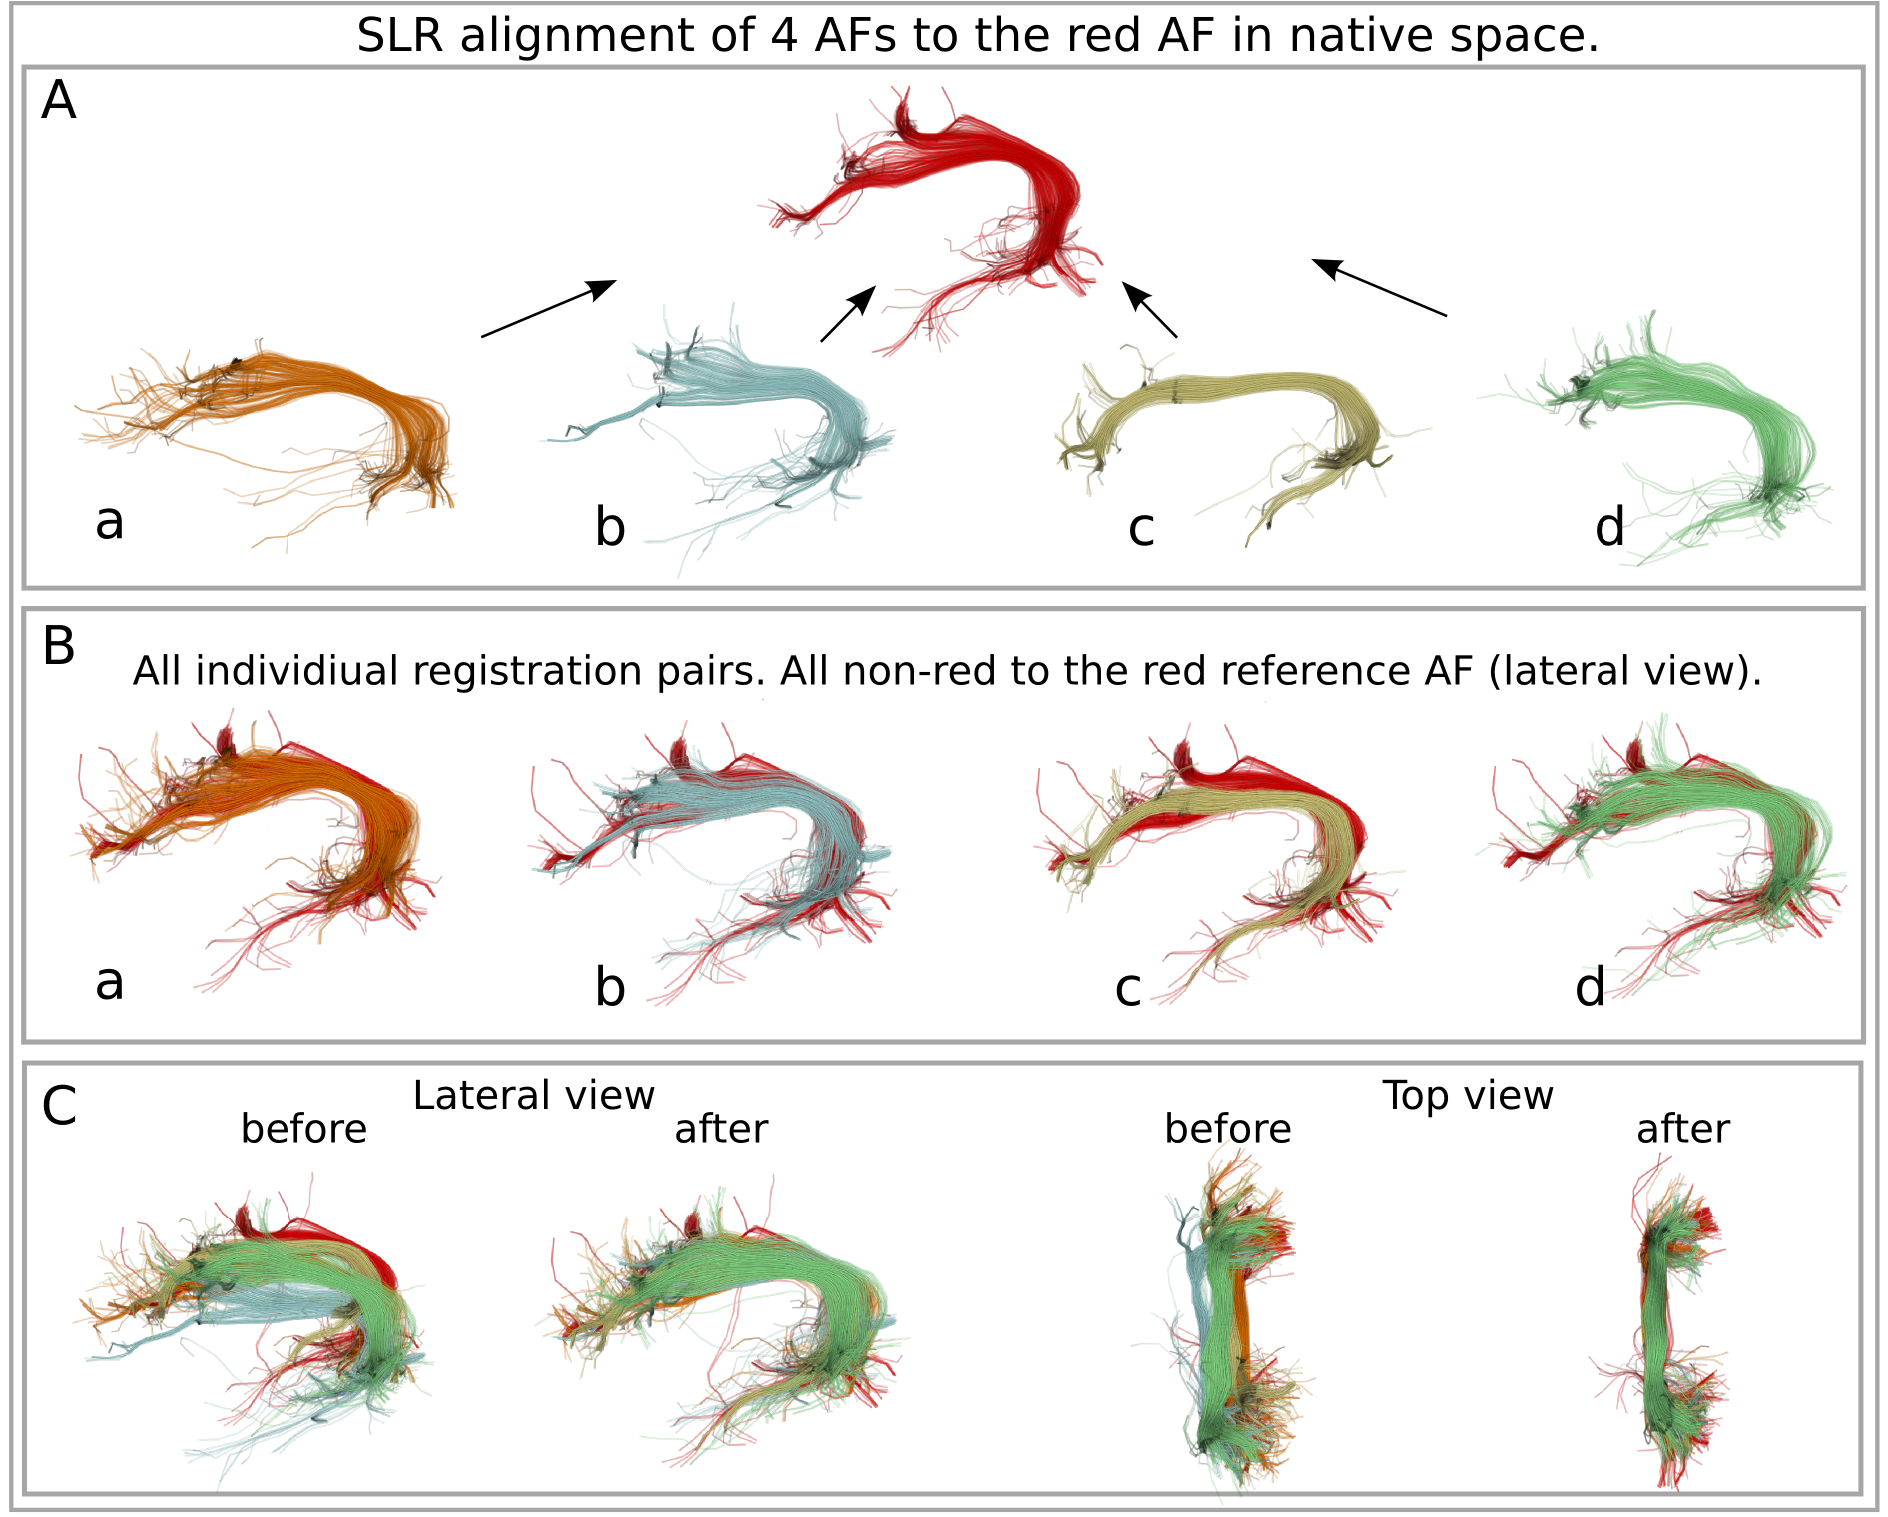 SLR alignment of 4 AFs to the red AF in native space.
A
a
b
c
d
B
All individiual registration pairs. All non-red to the red reference AF (lateral view).
a
b
c
d
C
Lateral view
Top view
before
after
before
after